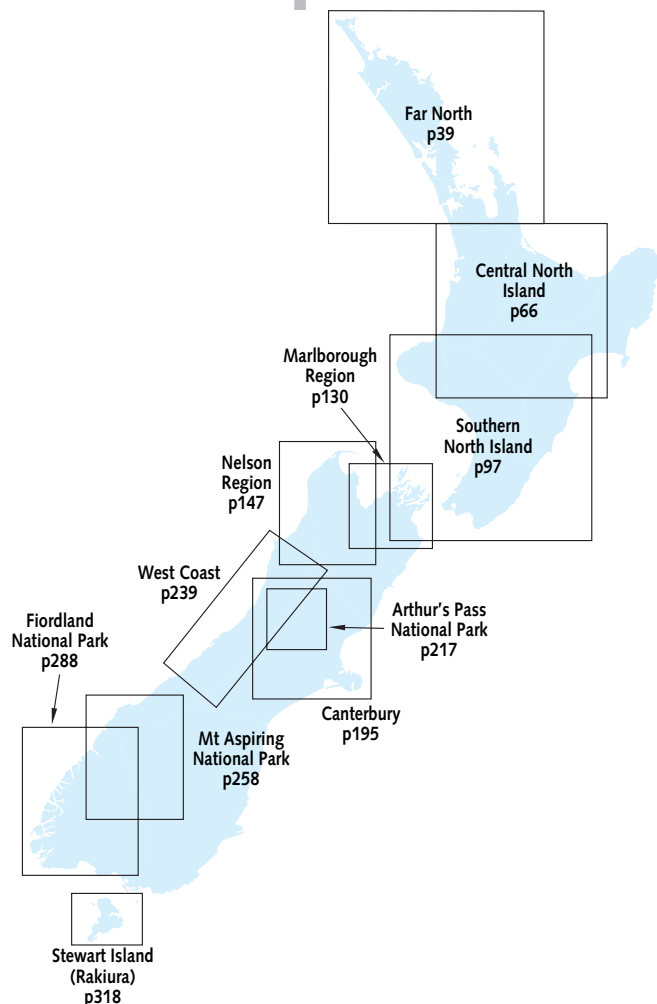 Far North
p39
Central North
Island
p66
Marlborough
Region
p130
Southern
North Island
p97
Nelson
Region
p147
West Coast
p239
Arthur's Pass
National Park
p217
Fiordland
National Park
p288
Canterbury
p195
Mt Aspiring
National Park
p258
Stewart Island
(Rakiura)
p318